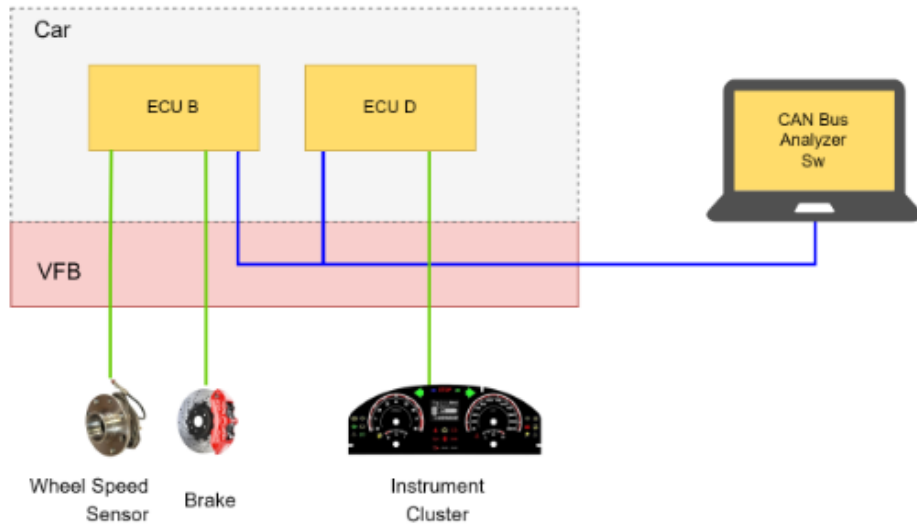 Car
ECU B
ECU D
CAN Bus
Analyzer
Sw
VFB
Wheel Speed
Sensor
Brake
Instrument
Cluster